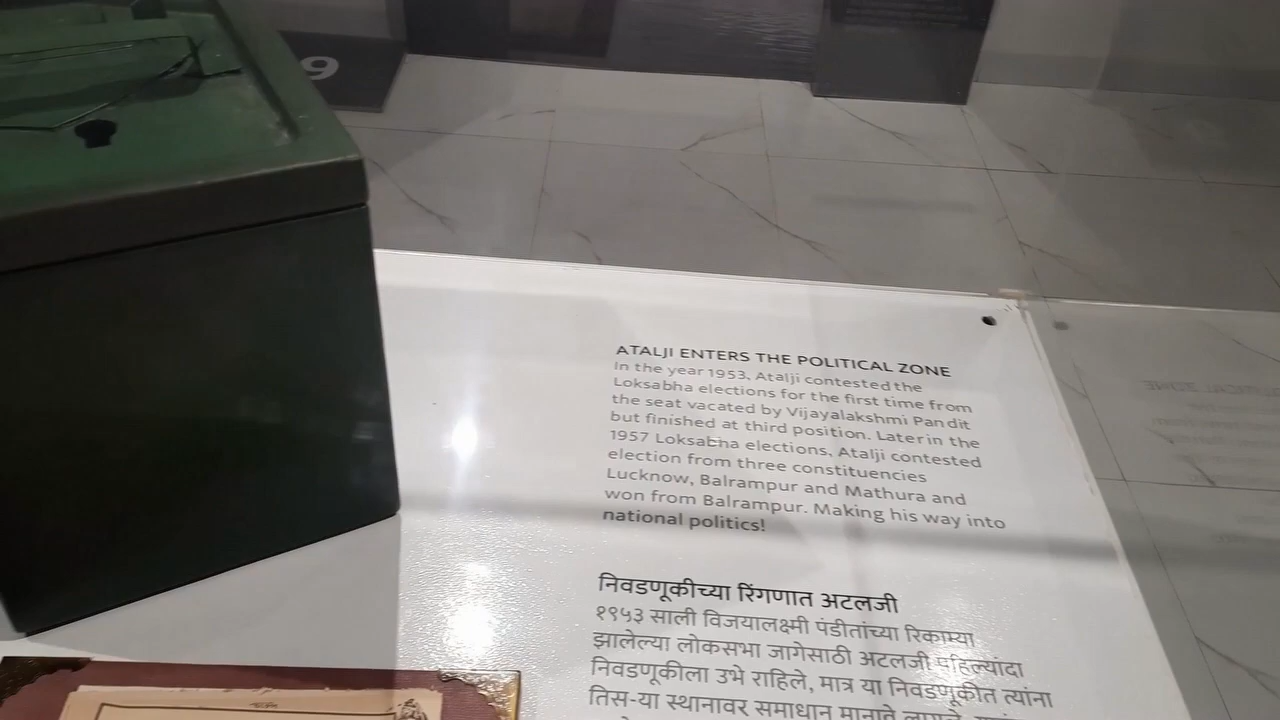 9
ATALJI ENTERS THE POLITICAL ZONE
In the year 1953, Atalji contested the
Loksabha elections for the first time from
the seat vacated by Vijayalakshmi Pandit
but finished at third position. Later in the
1957 Loksabha elections, Atalji contested
election from three constituencies
Lucknow, Balrampur and Mathura and
won from Balrampur. Making his way into
national politics!
निवडणूकीच्या रिंगणात अटलजी
१९५३ साली विजयालक्ष्मी पंडीतांच्या रिकाम्या
झालेल्या लोकसभा जागेसाठी अटलजी पहिल्यांदा
निवडणूकीला उभे राहिले, मात्र या निवडणूकीत त्यांना
तिस-या स्थानावर समाधान मानावे लागले.